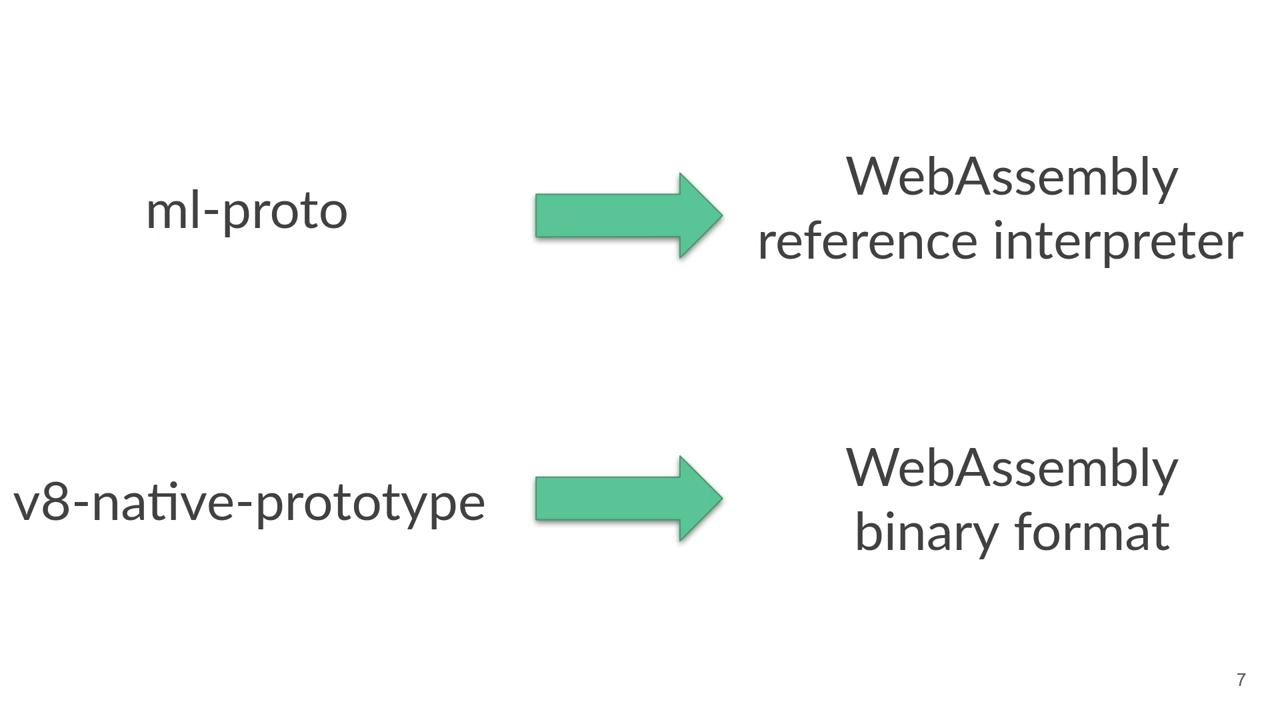 ml-proto
WebAssembly
reference interpreter
v8-native-prototype
WebAssembly
binary format
7